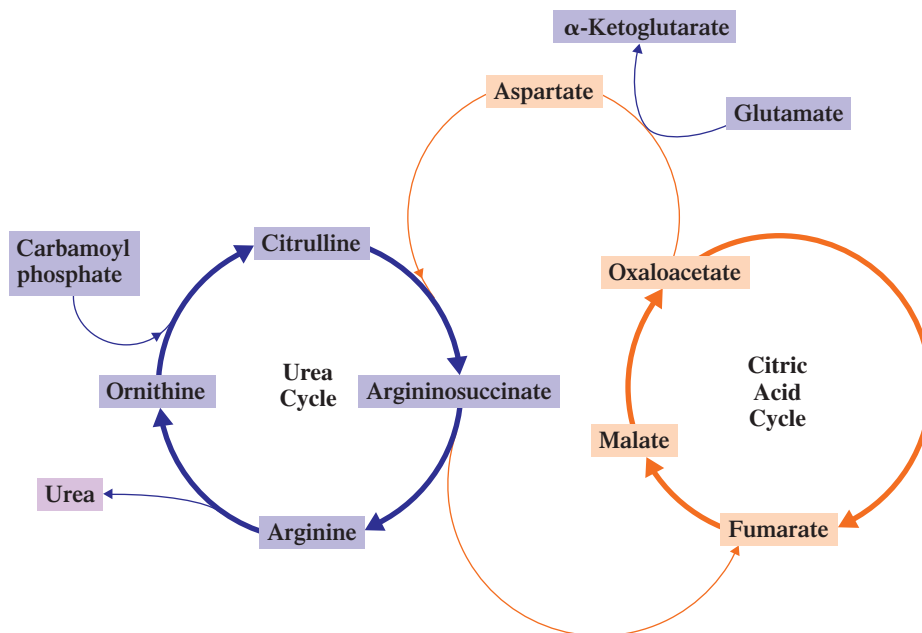 α-Ketoglutarate
Aspartate
Glutamate
Carbamoyl
phosphate
Citrulline
Oxaloacetate
Ornithine
Urea
Cycle
Argininosuccinate
Citric
Acid
Cycle
Malate
Urea
Arginine
Fumarate